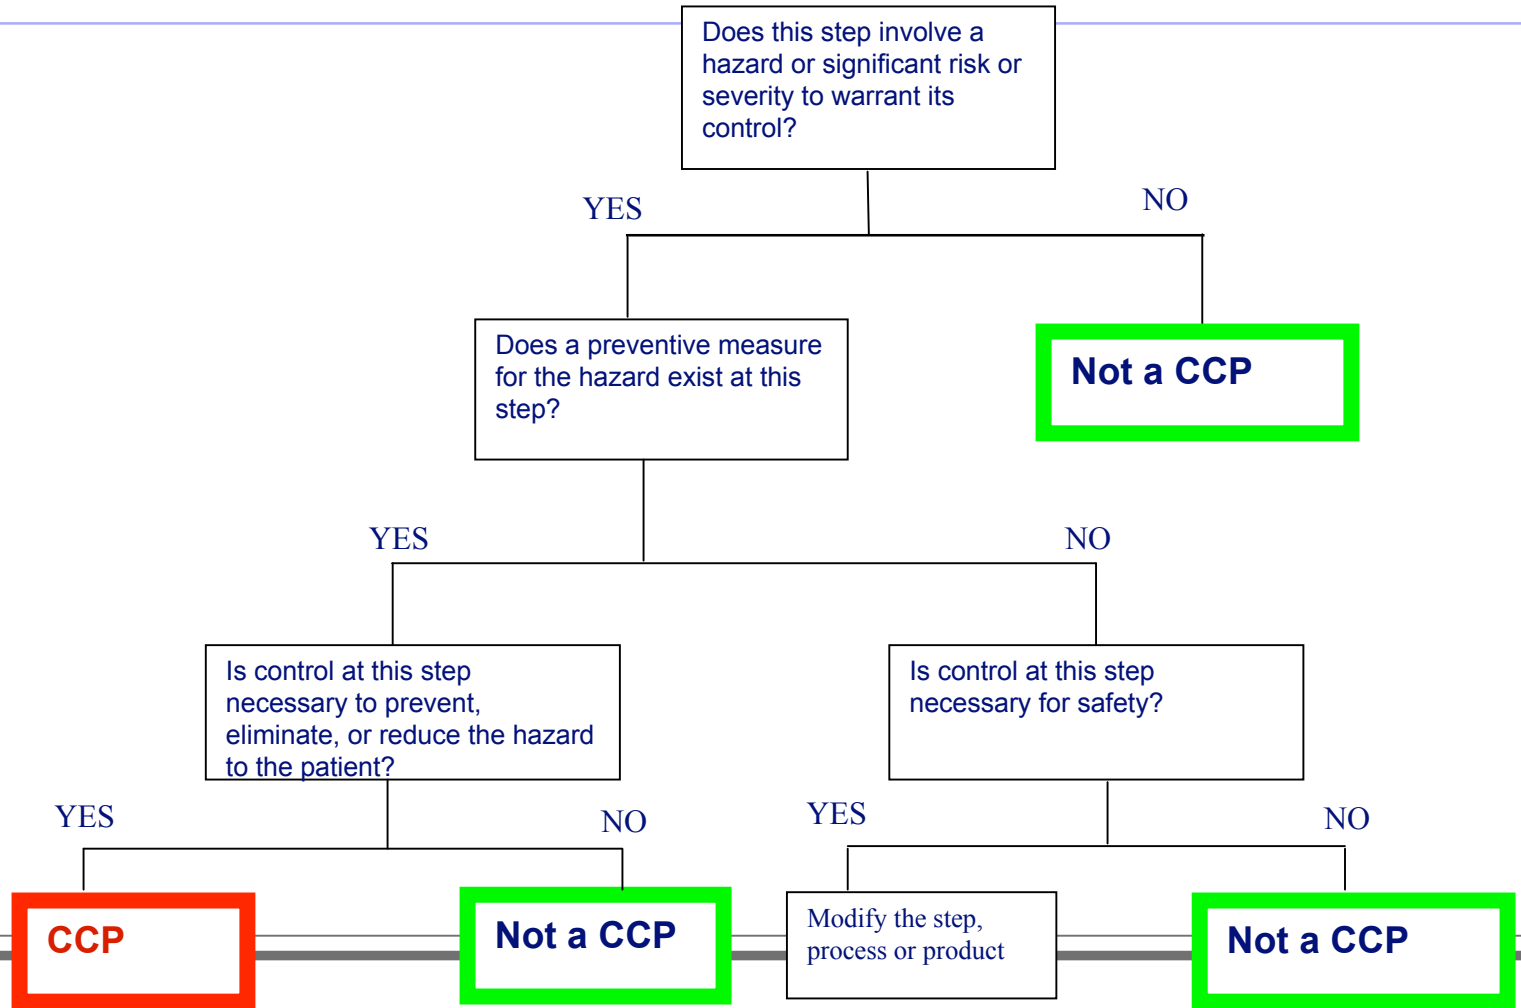 Does this step involve a
hazard or significant risk or
severity to warrant its
control?
YES
NO
Does a preventive measure
for the hazard exist at this
step?
Not a CCP
YES
NO
Is control at this step
necessary to prevent,
eliminate, or reduce the hazard
to the patient?
Is control at this step
necessary for safety?
YES
NO
YES
NO
CCP
Not a CCP
Modify the step,
process or product
Not a CCP